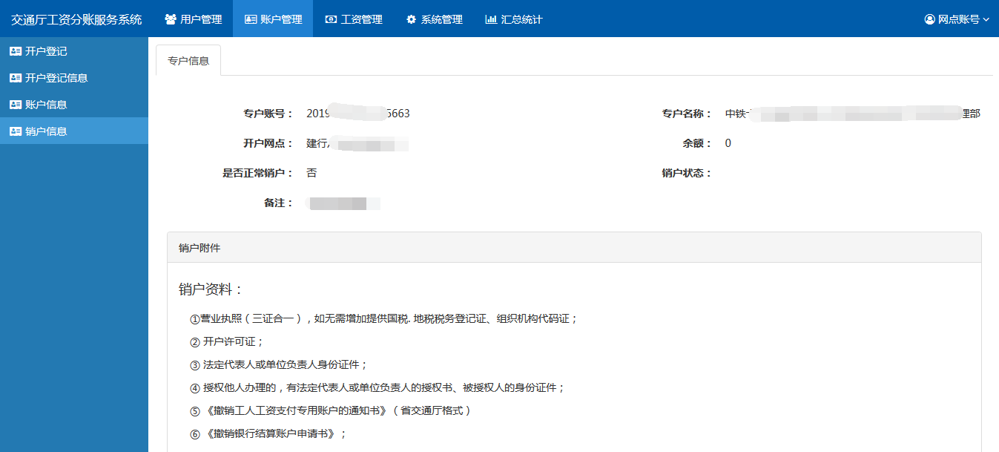 交通厅工资分账服务系统 用户管理 账户管理 工资管理 系统管理 汇总统计 网点账号
开户登记
开户登记信息
账户信息
销户信息
专户信息
专户账号： 2019 5663 专户名称： 中铁 理部
开户网点： 建行 余额： 0
是否正常销户： 否 销户状态：
备注：
销户附件
销户资料：
①营业执照（三证合一），如无需增加提供国税. 地税税务登记证、组织机构代码证；
② 开户许可证；
③ 法定代表人或单位负责人身份证件；
④ 授权他人办理的，有法定代表人或单位负责人的授权书、被授权人的身份证件；
⑤ 《撤销工人工资支付专用账户的通知书》（省交通厅格式）
⑥ 《撤销银行结算账户申请书》；